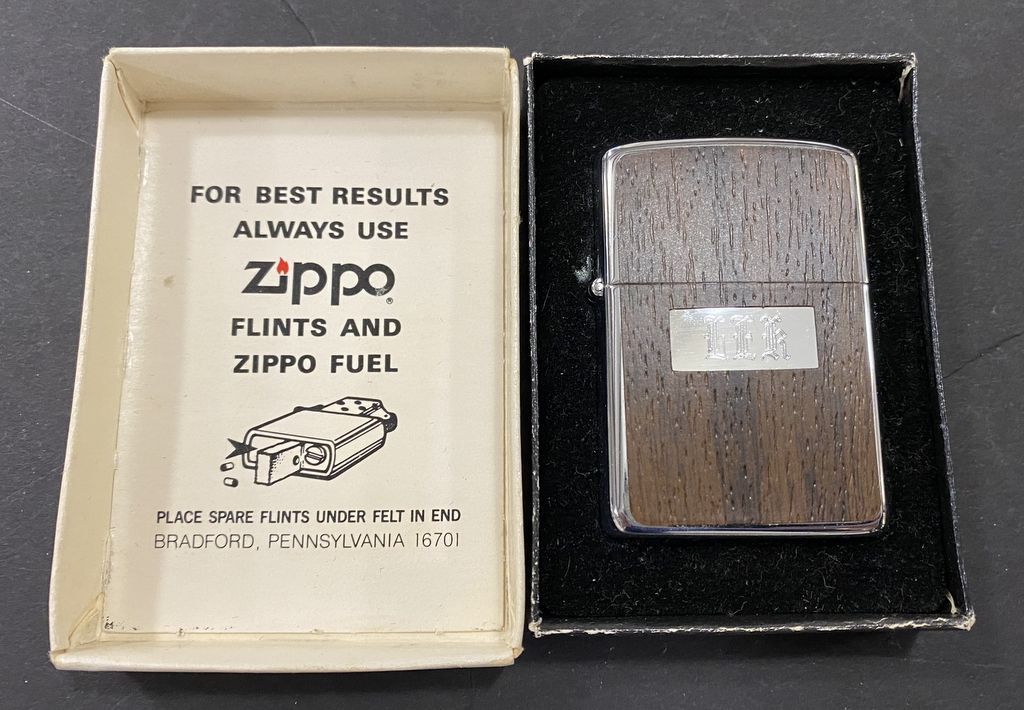 FOR BEST RESULTS
ALWAYS USE
Zippo®
FLINTS AND
ZIPPO FUEL
PLACE SPARE FLINTS UNDER FELT IN END
BRADFORD, PENNSYLVANIA 16701